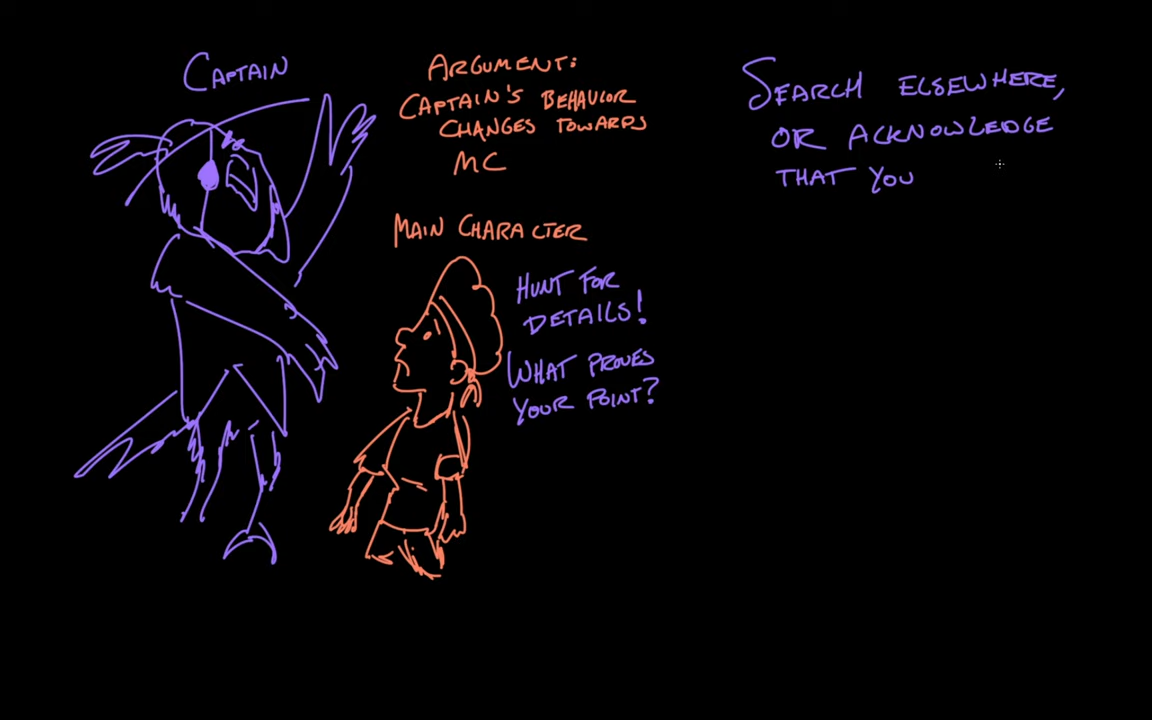 CAPTAIN
ARGUMENT:
CAPTAIN'S BEHAVIOR
CHANGES TOWARDS
MC
MAIN CHARACTER
HUNT FOR
DETAILS!
WHAT PROVES
YOUR POINT?
SEARCH ELSEWHERE,
OR ACKNOWLEDGE
THAT YOU